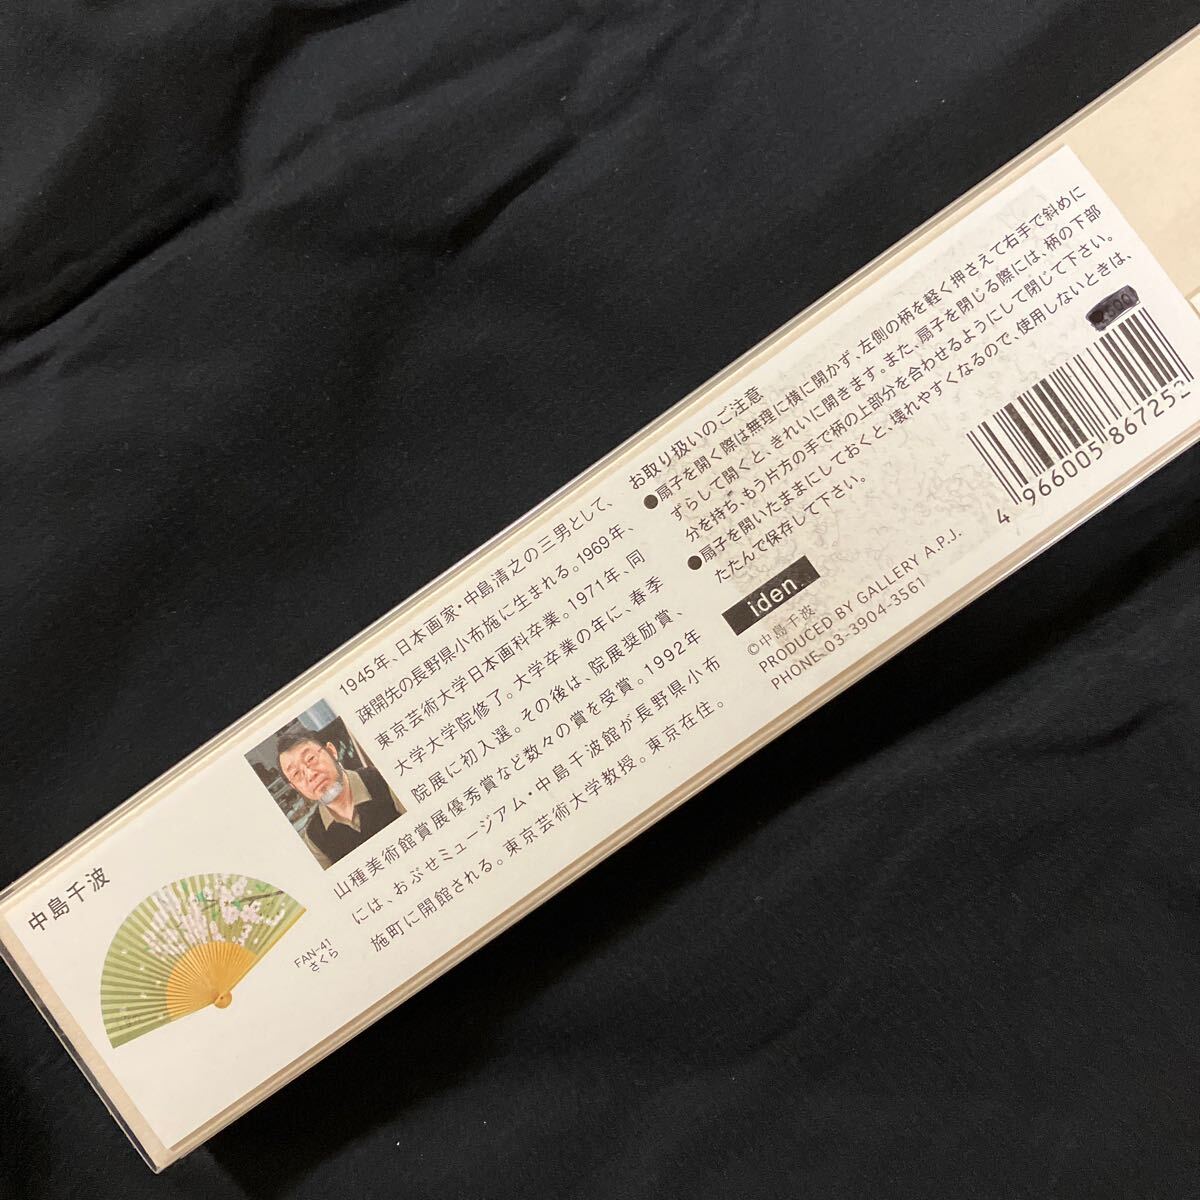 中島千波
FAN-41
さくら
1945年、日本画家・中島清之の三男として、
疎開先の長野県小布施に生まれる。1969年、
東京芸術大学日本画科卒業。1971年、同
大学大学院修了。大学卒業の年に、春季
院展に初入選。その後は、院展奨励賞、
山種美術館賞展優秀賞など数々の賞を受賞。1992年
には、おぶせミュージアム・中島千波館が長野県小布
施町に開館される。東京芸術大学教授。東京在住。
お取り扱いのご注意
●扇子を開く際は無理に横に開かず、左側の柄を軽く押さえて右手で斜めに
ずらして開くと、きれいに開きます。また、扇子を閉じる際には、柄の下部
分を持ち、もう片方の手で柄の上部分を合わせるようにして閉じて下さい。
●扇子を開いたままにしておくと、壊れやすくなるので、使用しないときは、
たたんで保存して下さい。
iden
©中島千波
PRODUCED BY GALLERY A.P.J.
PHONE 03-3904-3561
4 966005 867252